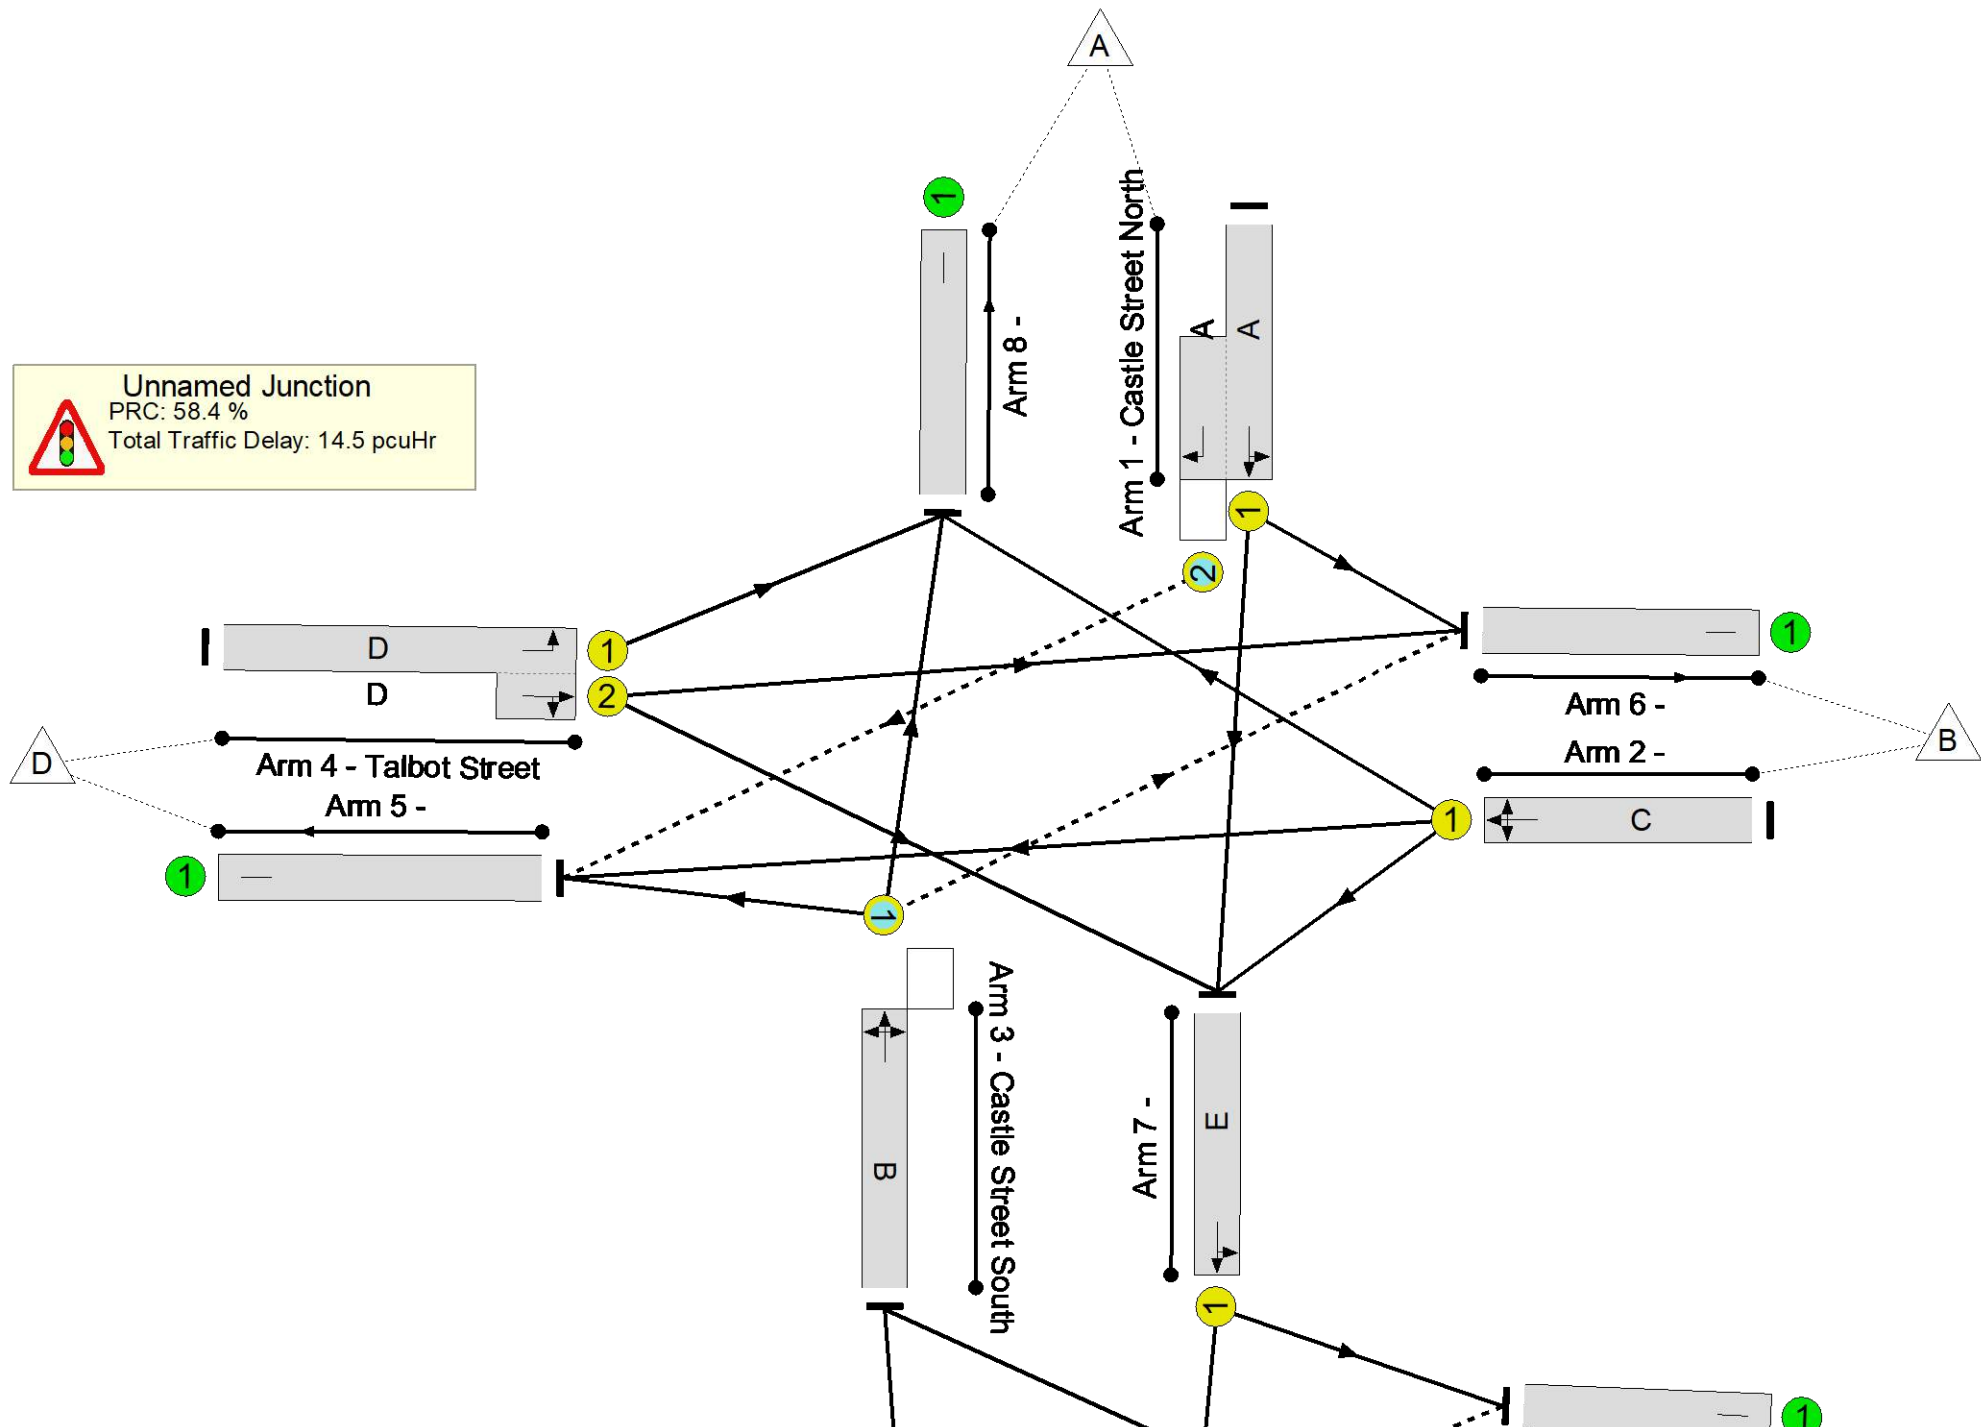 A
1
Arm 8 -
Arm 1 - Castle Street North
A
A
1
2
Unnamed Junction
PRC: 58.4 %
Total Traffic Delay: 14.5 pcuHr
D
1
D
2
Arm 4 - Talbot Street
Arm 5 -
D
1
1
Arm 6 -
Arm 2 -
B
1
C
1
Arm 3 - Castle Street South
B
Arm 7 -
E
1
1